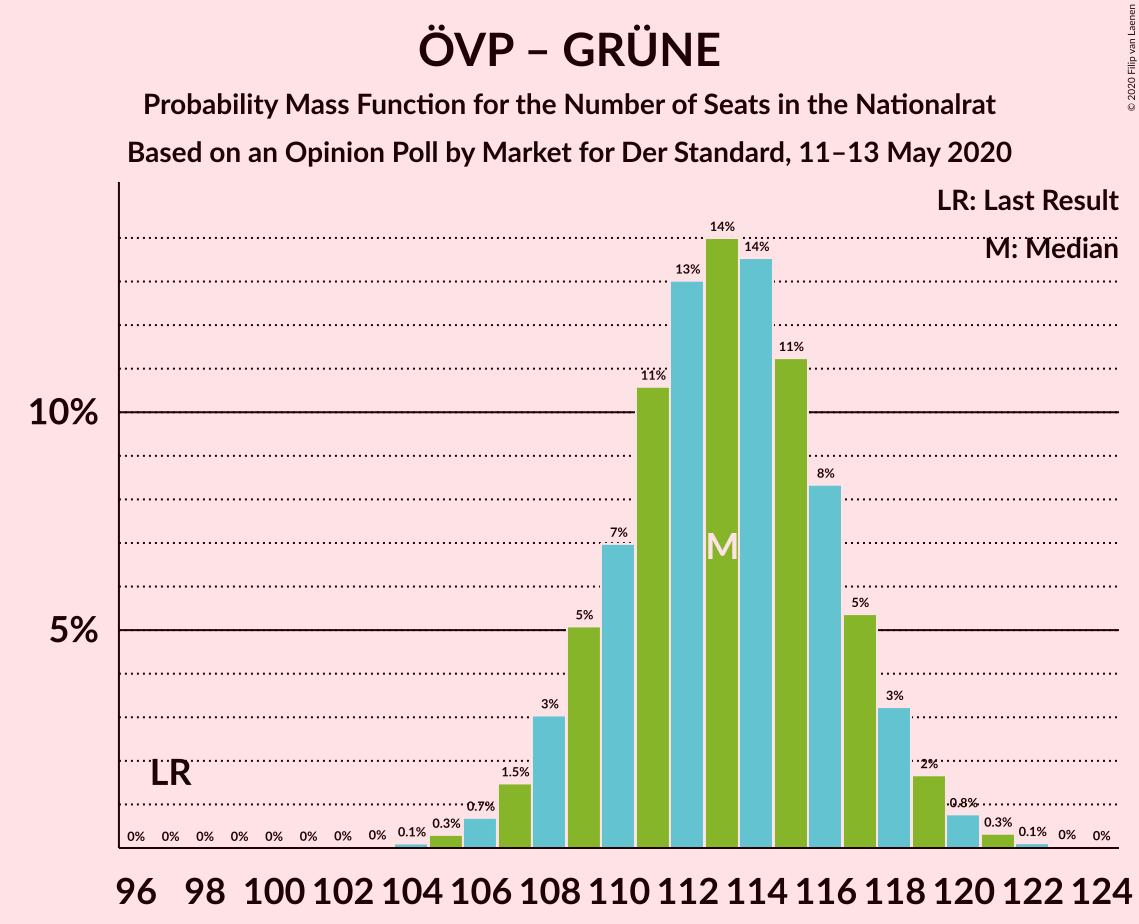 ÖVP – GRÜNE
Probability Mass Function for the Number of Seats in the Nationalrat
Based on an Opinion Poll by Market for Der Standard, 11–13 May 2020
© 2020 Filip van Laenen
LR: Last Result
M: Median
10%
5%
LR
M
0% 0% 0% 0% 0% 0% 0% 0% 0.1% 0.3% 0.7% 1.5% 3% 5% 7% 11% 13% 14% 14% 11% 8% 5% 3% 2% 0.8% 0.3% 0.1% 0% 0%
96 98 100 102 104 106 108 110 112 114 116 118 120 122 124